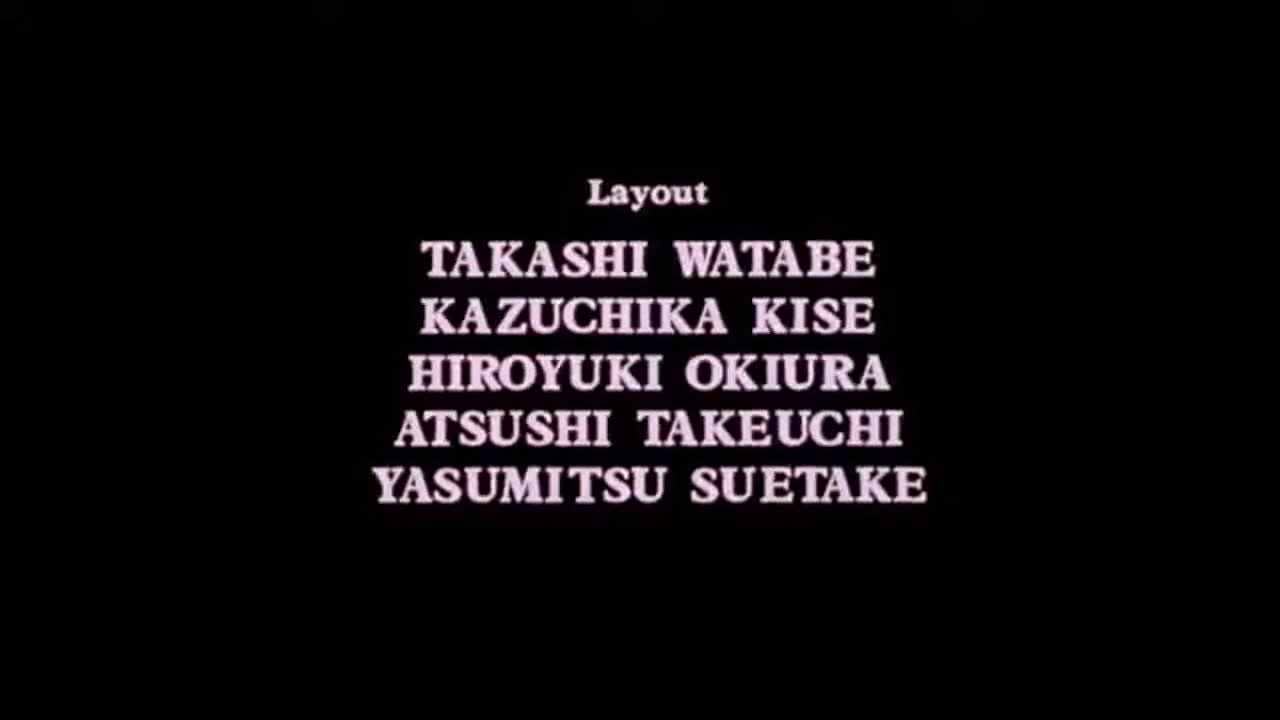 Layout
TAKASHI WATABE
KAZUCHIKA KISE
HIROYUKI OKIURA
ATSUSHI TAKEUCHI
YASUMITSU SUETAKE